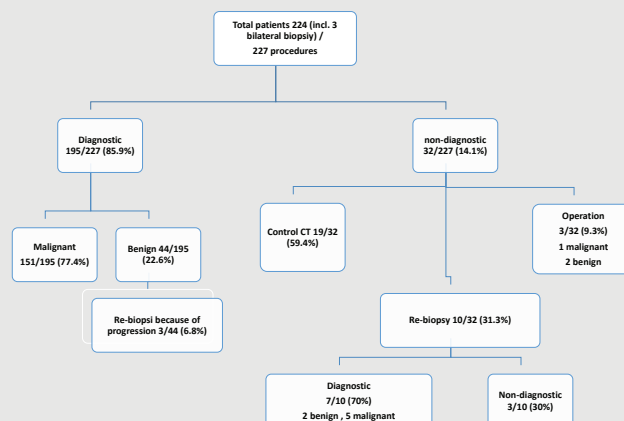 Total patients 224 (incl. 3
bilateral biopsiy) /
227 procedures
Diagnostic
195/227 (85.9%)
non-diagnostic
32/227 (14.1%)
Malignant
151/195 (77.4%)
Benign 44/195
(22.6%)
Control CT 19/32
(59.4%)
Operation
3/32 (9.3%)
1 malignant
2 benign
Re-biopsi because of
progression 3/44 (6.8%)
Re-biopsy 10/32 (31.3%)
Diagnostic
7/10 (70%)
2 benign , 5 malignant
Non-diagnostic
3/10 (30%)